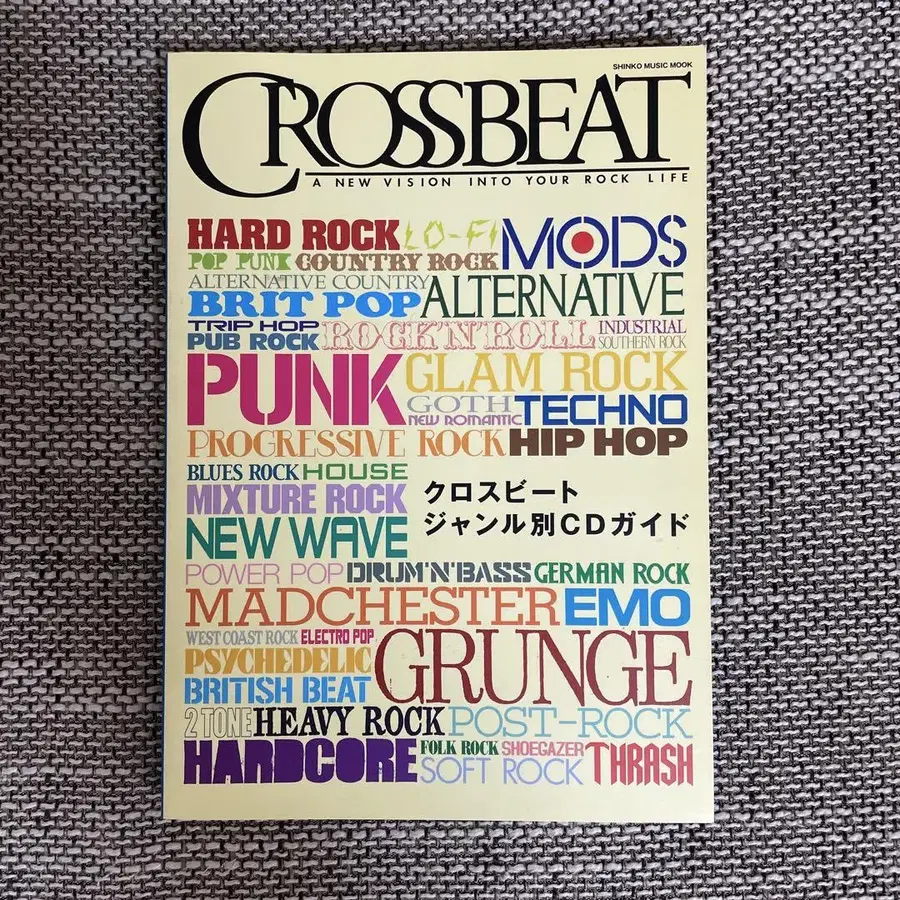 SHINKO MUSIC MOOK
CROSSBEAT
A NEW VISION INTO YOUR ROCK LIFE
HARD ROCK LO-FI MODS
POP PUNK COUNTRY ROCK
ALTERNATIVE COUNTRY
BRIT POP ALTERNATIVE
TRIP HOP ROCK'N'ROLL INDUSTRIAL
PUB ROCK SOUTHERN ROCK
PUNK GLAM ROCK
GOTH TECHNO
NEW ROMANTIC
PROGRESSIVE ROCK HIP HOP
BLUES ROCK HOUSE
MIXTURE ROCK
クロスビート
ジャンル別CDガイド
NEW WAVE
POWER POP DRUM'N'BASS GERMAN ROCK
MADCHESTER EMO
WEST COAST ROCK ELECTRO POP GRUNGE
PSYCHEDELIC
BRITISH BEAT
2 TONE HEAVY ROCK POST-ROCK
HARDCORE FOLK ROCK SHOEGAZER THRASH
SOFT ROCK